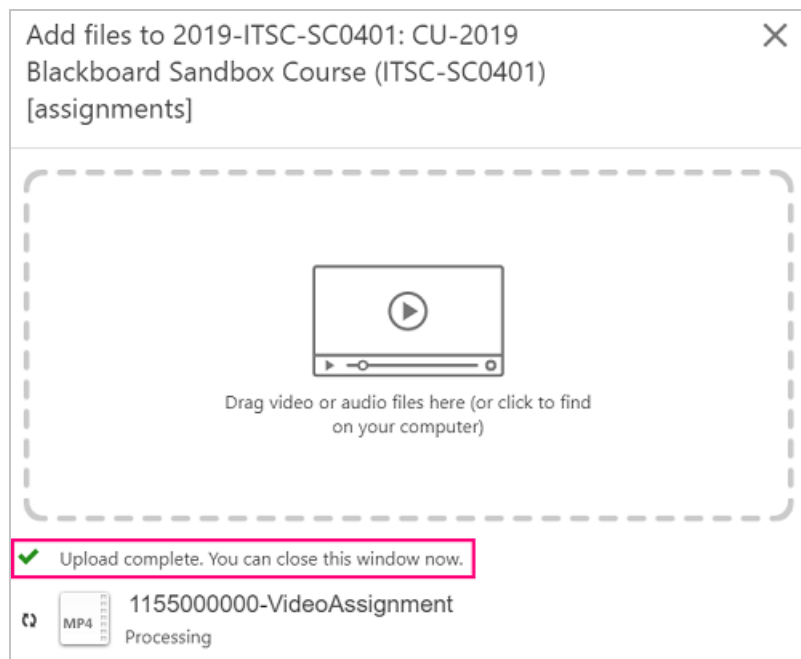 Add files to 2019-ITSC-SC0401: CU-2019
Blackboard Sandbox Course (ITSC-SC0401)
[assignments]
Drag video or audio files here (or click to find
on your computer)
Upload complete. You can close this window now.
1155000000-VideoAssignment
MP4
Processing